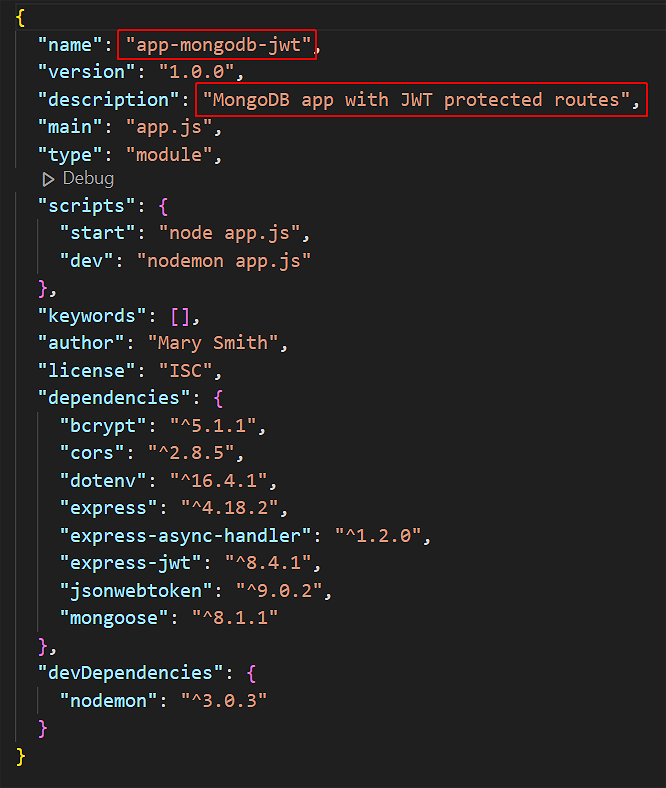 {
  "name": "app-mongodb-jwt",
  "version": "1.0.0",
  "description": "MongoDB app with JWT protected routes",
  "main": "app.js",
  "type": "module",
  Debug
  "scripts": {
    "start": "node app.js",
    "dev": "nodemon app.js"
  },
  "keywords": [],
  "author": "Mary Smith",
  "license": "ISC",
  "dependencies": {
    "bcrypt": "^5.1.1",
    "cors": "^2.8.5",
    "dotenv": "^16.4.1",
    "express": "^4.18.2",
    "express-async-handler": "^1.2.0",
    "express-jwt": "^8.4.1",
    "jsonwebtoken": "^9.0.2",
    "mongoose": "^8.1.1"
  },
  "devDependencies": {
    "nodemon": "^3.0.3"
  }
}